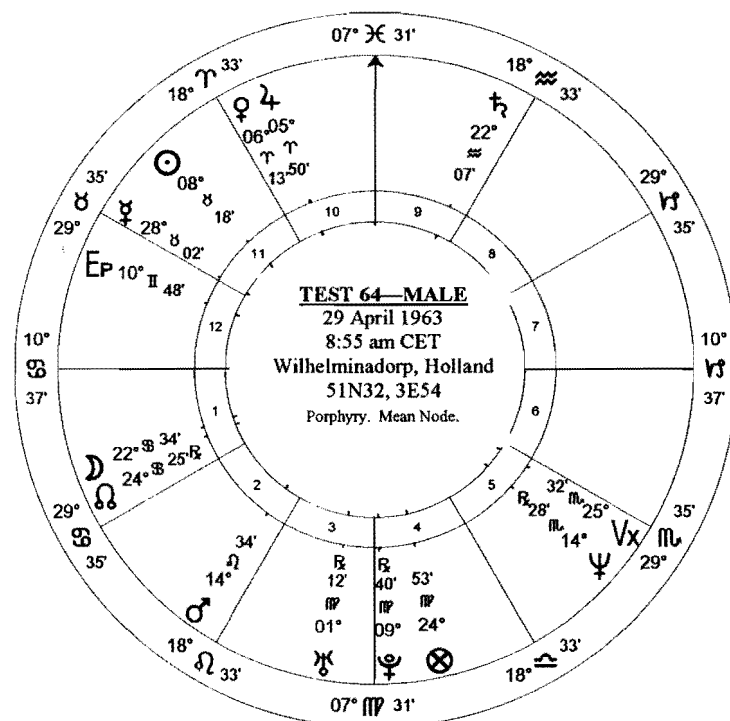 07° ♓ 31'
18° ♈ 33'
18° ♒ 33'
♀ ♃
06° 05°
♈ ♈
13' 50'
♄
22°
♒
07'
☉
08°
♉
18'
29° ♉ 35'
☿
28°
♉
02'
EP 10° ♊ 48'
29° ♑ 35'
10
9
11
8
12
7
1
6
2
5
3
4
TEST 64—MALE
29 April 1963
8:55 am CET
Wilhelminadorp, Holland
51N32, 3E54
Porphyry. Mean Node.
10° ♋ 37'
10° ♑ 37'
☽ 22° ♋ 34'
☊ 24° ♋ 25' ℞
29° ♋ 35'
♂ 14° ♌ 34'
18° ♌ 33'
℞
12'
♍
01°
♅
℞
40'
♍
09°
♇
53'
♍
24°
⊗
℞ 28' ♏ 14° ♆
32' ♏ 25° Vx
29° ♏ 35'
18° ♎ 33'
07° ♍ 31'